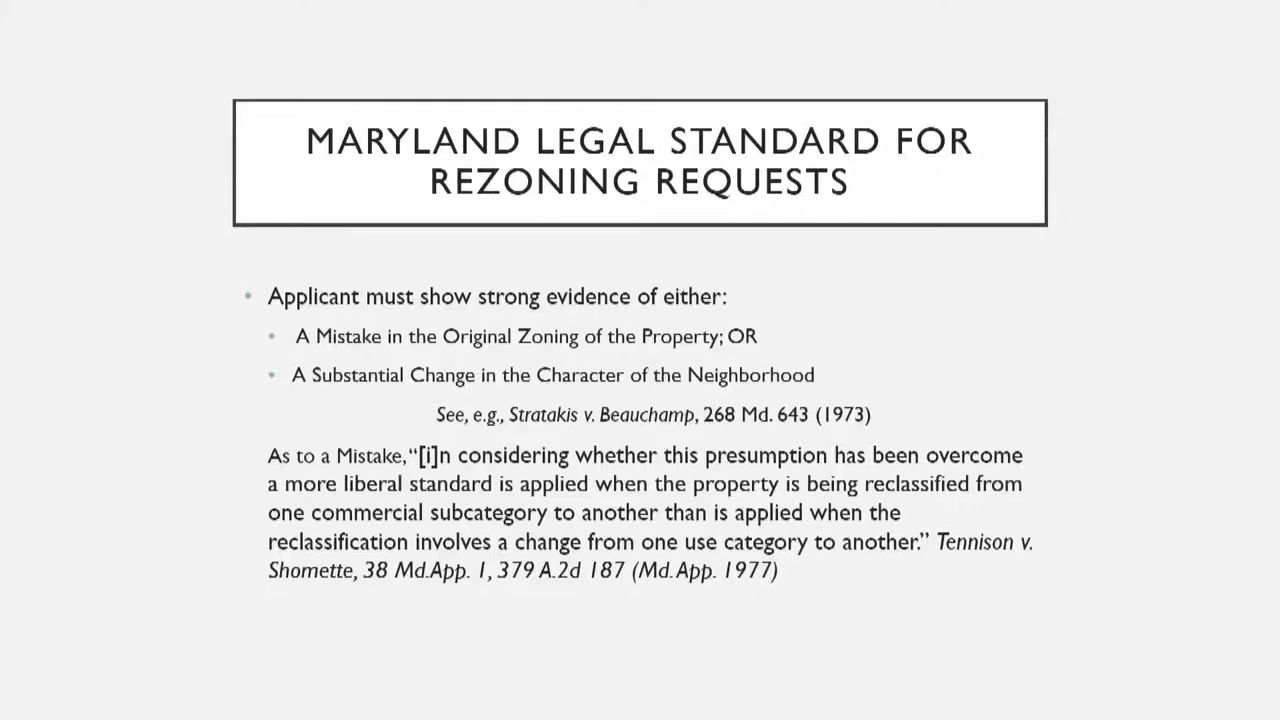 MARYLAND LEGAL STANDARD FOR
REZONING REQUESTS
• Applicant must show strong evidence of either:
• A Mistake in the Original Zoning of the Property; OR
• A Substantial Change in the Character of the Neighborhood
See, e.g., Stratakis v. Beauchamp, 268 Md. 643 (1973)
As to a Mistake, “[i]n considering whether this presumption has been overcome
a more liberal standard is applied when the property is being reclassified from
one commercial subcategory to another than is applied when the
reclassification involves a change from one use category to another.” Tennison v.
Shomette, 38 Md.App. 1, 379 A.2d 187 (Md.App. 1977)